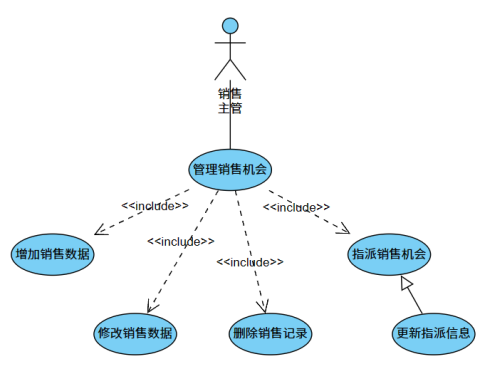 销售
主管
管理销售机会
<<include>>
<<include>>
<<include>>
<<include>>
增加销售数据
指派销售机会
修改销售数据
删除销售记录
更新指派信息